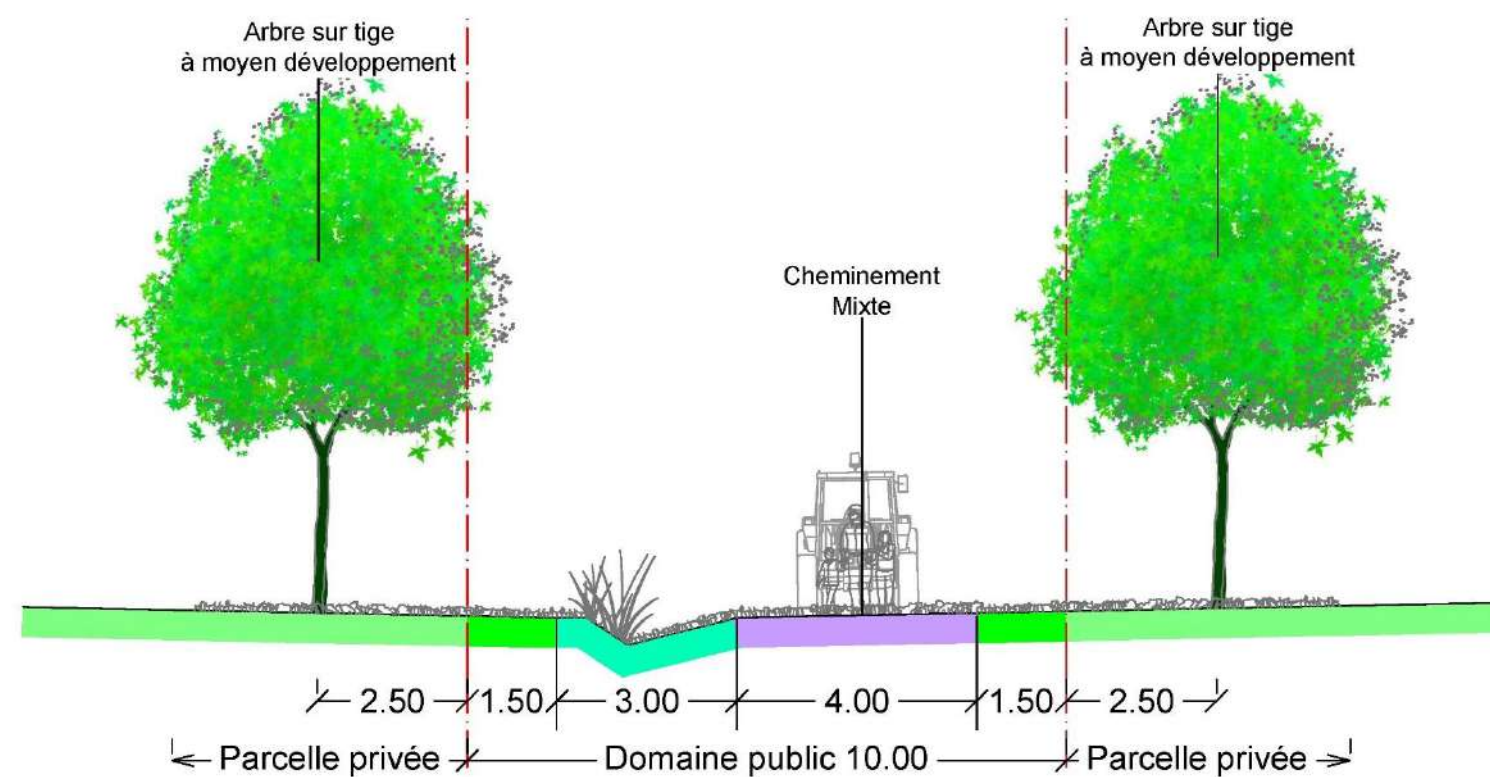 Arbre sur tige
à moyen développement
Arbre sur tige
à moyen développement
Cheminement
Mixte
2.50 1.50 3.00 4.00 1.50 2.50
Parcelle privée Domaine public 10.00 Parcelle privée